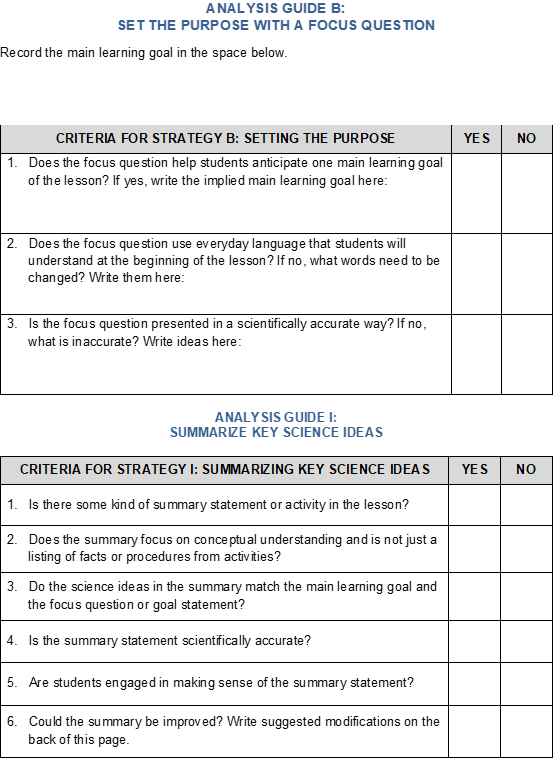 ANALYSIS GUIDE B:
SET THE PURPOSE WITH A FOCUS QUESTION
Record the main learning goal in the space below.
CRITERIA FOR STRATEGY B: SETTING THE PURPOSE YES NO
1. Does the focus question help students anticipate one main learning goal
of the lesson? If yes, write the implied main learning goal here:
2. Does the focus question use everyday language that students will
understand at the beginning of the lesson? If no, what words need to be
changed? Write them here:
3. Is the focus question presented in a scientifically accurate way? If no,
what is inaccurate? Write ideas here:
ANALYSIS GUIDE I:
SUMMARIZE KEY SCIENCE IDEAS
CRITERIA FOR STRATEGY I: SUMMARIZING KEY SCIENCE IDEAS YES NO
1. Is there some kind of summary statement or activity in the lesson?
2. Does the summary focus on conceptual understanding and is not just a
listing of facts or procedures from activities?
3. Do the science ideas in the summary match the main learning goal and
the focus question or goal statement?
4. Is the summary statement scientifically accurate?
5. Are students engaged in making sense of the summary statement?
6. Could the summary be improved? Write suggested modifications on the
back of this page.